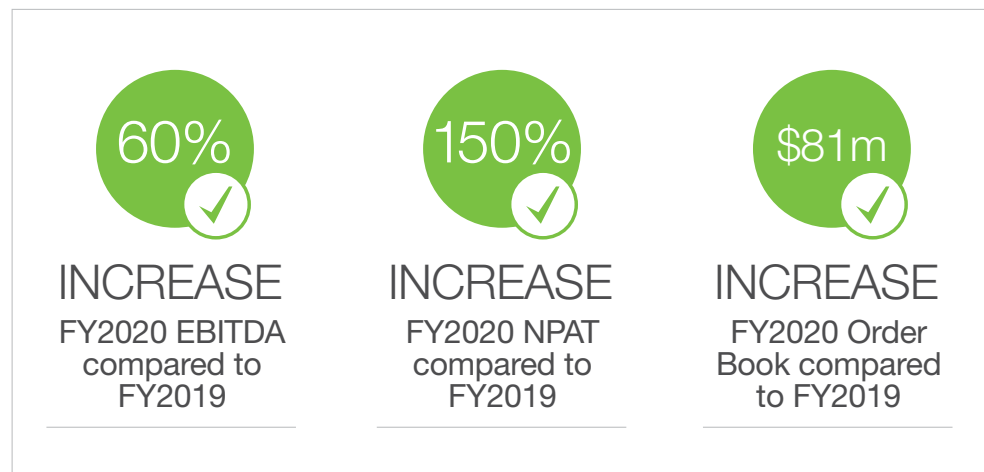 60%
INCREASE
FY2020 EBITDA
compared to
FY2019
150%
INCREASE
FY2020 NPAT
compared to
FY2019
$81m
INCREASE
FY2020 Order
Book compared
to FY2019